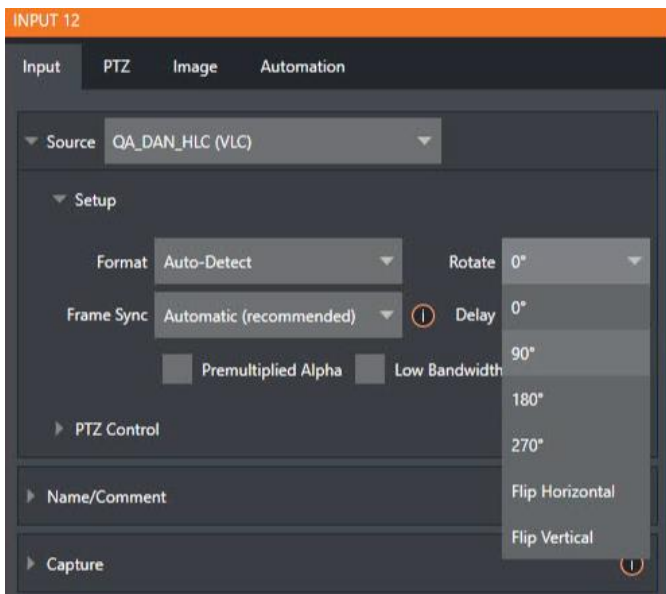 INPUT 12
Input PTZ Image Automation
Source QA_DAN_HLC (VLC)
Setup
Format Auto-Detect Rotate 0°
Frame Sync Automatic (recommended) Delay 0°
90°
Premultiplied Alpha Low Bandwidth
180°
PTZ Control
270°
Name/Comment Flip Horizontal
Flip Vertical
Capture